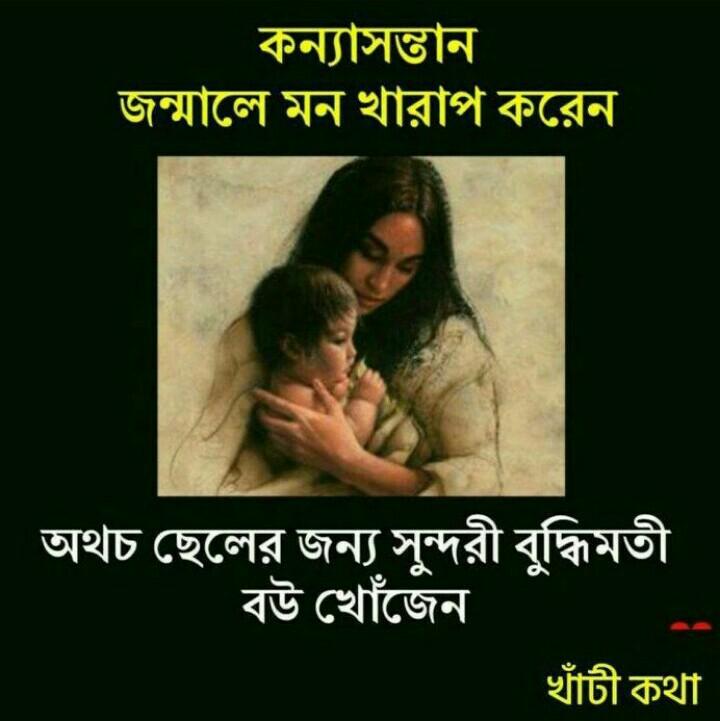 কন্যাসন্তান
জন্মালে মন খারাপ করেন
অথচ ছেলের জন্য সুন্দরী বুদ্ধিমতী
বউ খোঁজেন
খাঁটী কথা